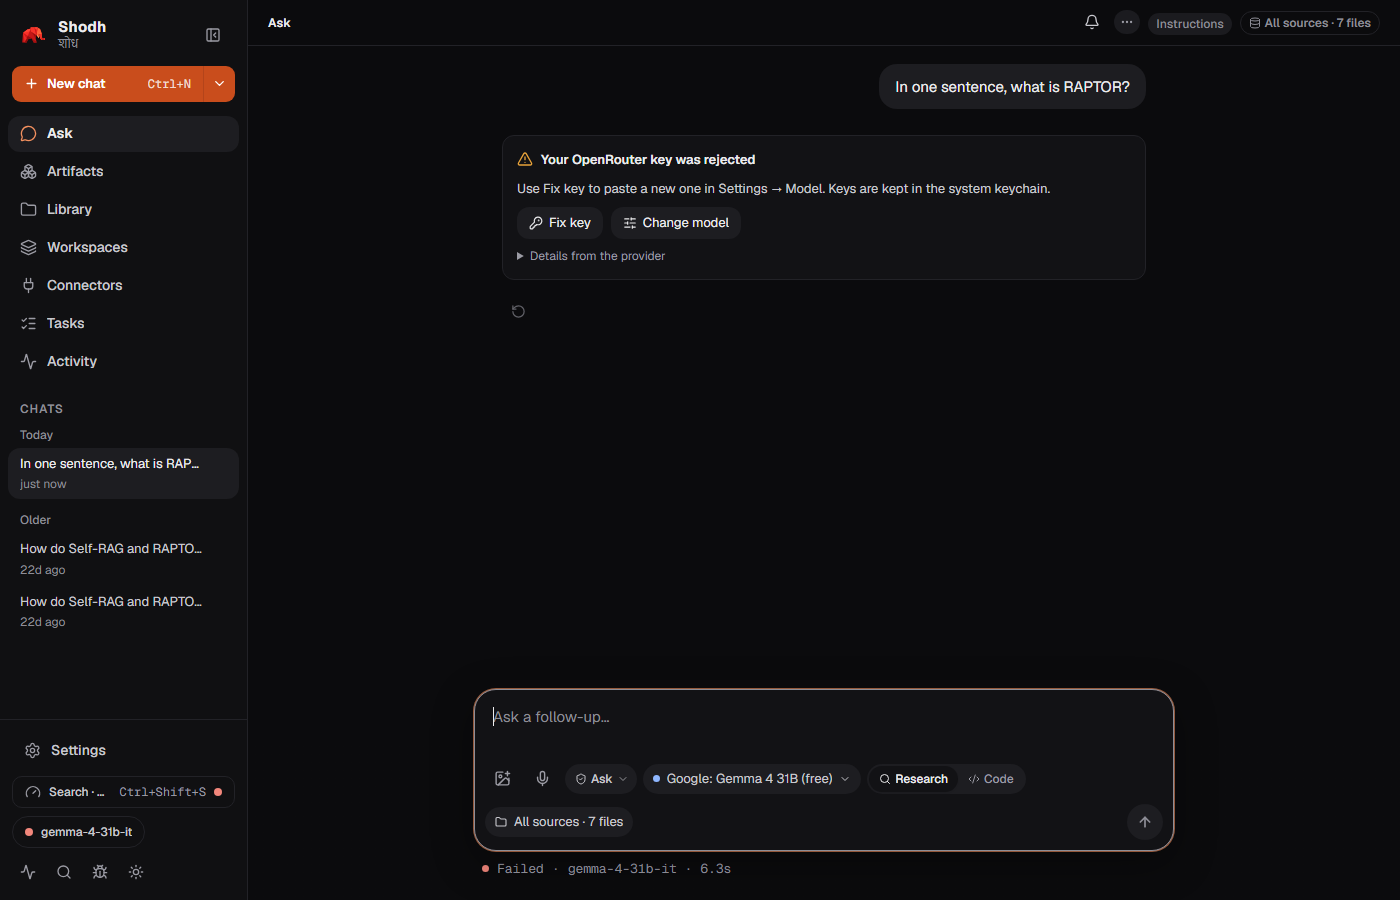 Shodh
शोध
New chat Ctrl+N
Ask
Artifacts
Library
Workspaces
Connectors
Tasks
Activity
CHATS
Today
In one sentence, what is RAP...
just now
Older
How do Self-RAG and RAPTO...
22d ago
How do Self-RAG and RAPTO...
22d ago
Settings
Search · ... Ctrl+Shift+S
gemma-4-31b-it
Ask
Instructions
All sources · 7 files
In one sentence, what is RAPTOR?
Your OpenRouter key was rejected
Use Fix key to paste a new one in Settings → Model. Keys are kept in the system keychain.
Fix key
Change model
Details from the provider
Ask a follow-up...
Ask
Google: Gemma 4 31B (free)
Research
Code
All sources · 7 files
Failed · gemma-4-31b-it · 6.3s